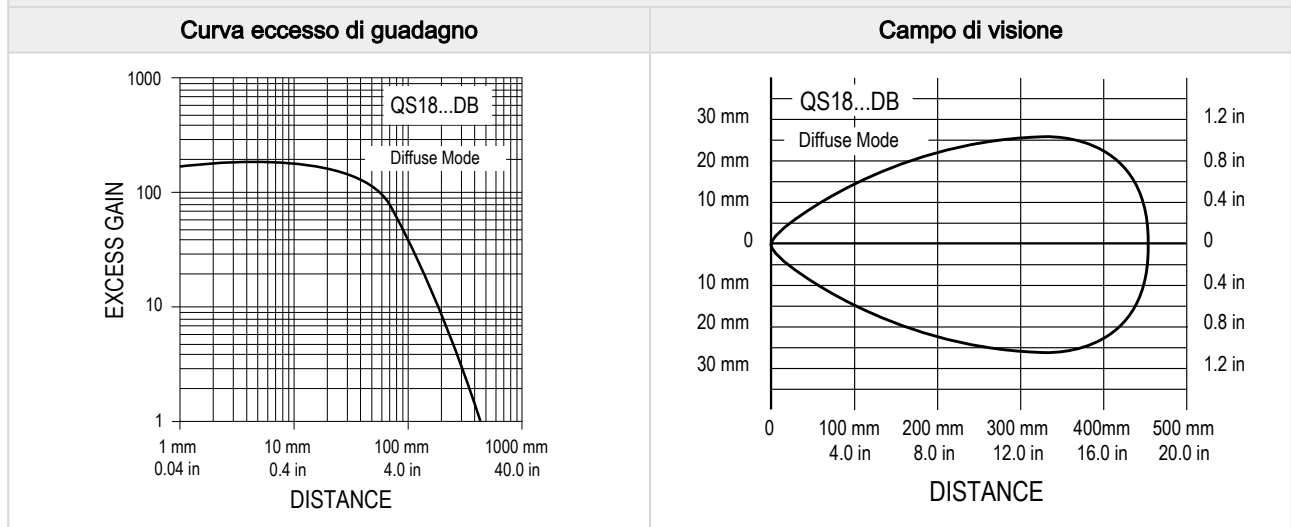 Curva eccesso di guadagno
Campo di visione
1000
100
10
1
EXCESS GAIN
QS18...DB
Diffuse Mode
1 mm 10 mm 100 mm 1000 mm
0.04 in 0.4 in 4.0 in 40.0 in
DISTANCE
QS18...DB
Diffuse Mode
30 mm 1.2 in
20 mm 0.8 in
10 mm 0.4 in
0 0
10 mm 0.4 in
20 mm 0.8 in
30 mm 1.2 in
0 100 mm 200 mm 300 mm 400mm 500 mm
4.0 in 8.0 in 12.0 in 16.0 in 20.0 in
DISTANCE